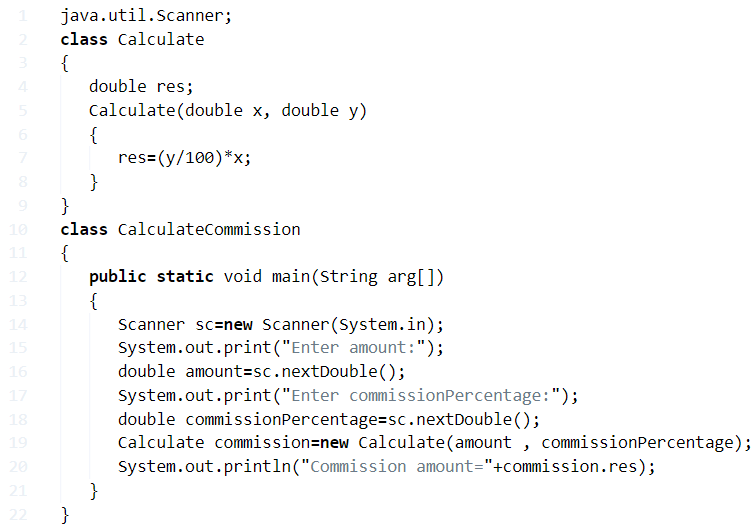 1 java.util.Scanner;
2 class Calculate
3 {
4 double res;
5 Calculate(double x, double y)
6 {
7 res=(y/100)*x;
8 }
9 }
10 class CalculateCommission
11 {
12 public static void main(String arg[])
13 {
14 Scanner sc=new Scanner(System.in);
15 System.out.print("Enter amount:");
16 double amount=sc.nextDouble();
17 System.out.print("Enter commissionPercentage:");
18 double commissionPercentage=sc.nextDouble();
19 Calculate commission=new Calculate(amount , commissionPercentage);
20 System.out.println("Commission amount="+commission.res);
21 }
22 }